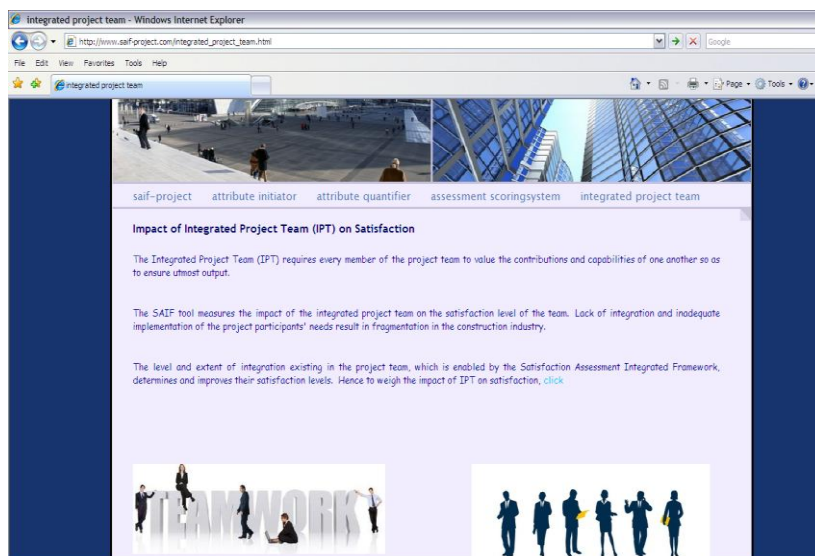 integrated project team - Windows Internet Explorer
http://www.saif-project.com/integrated_project_team.html
Google
File Edit View Favorites Tools Help
integrated project team
Page Tools
saif-project attribute initiator attribute quantifier assessment scoringsystem integrated project team
Impact of Integrated Project Team (IPT) on Satisfaction
The Integrated Project Team (IPT) requires every member of the project team to value the contributions and capabilities of one another so as
to ensure utmost output.
The SAIF tool measures the impact of the integrated project team on the satisfaction level of the team. Lack of integration and inadequate
implementation of the project participants' needs result in fragmentation in the construction industry.
The level and extent of integration existing in the project team, which is enabled by the Satisfaction Assessment Integrated Framework,
determines and improves their satisfaction levels. Hence to weigh the impact of IPT on satisfaction, click
TEAMWORK